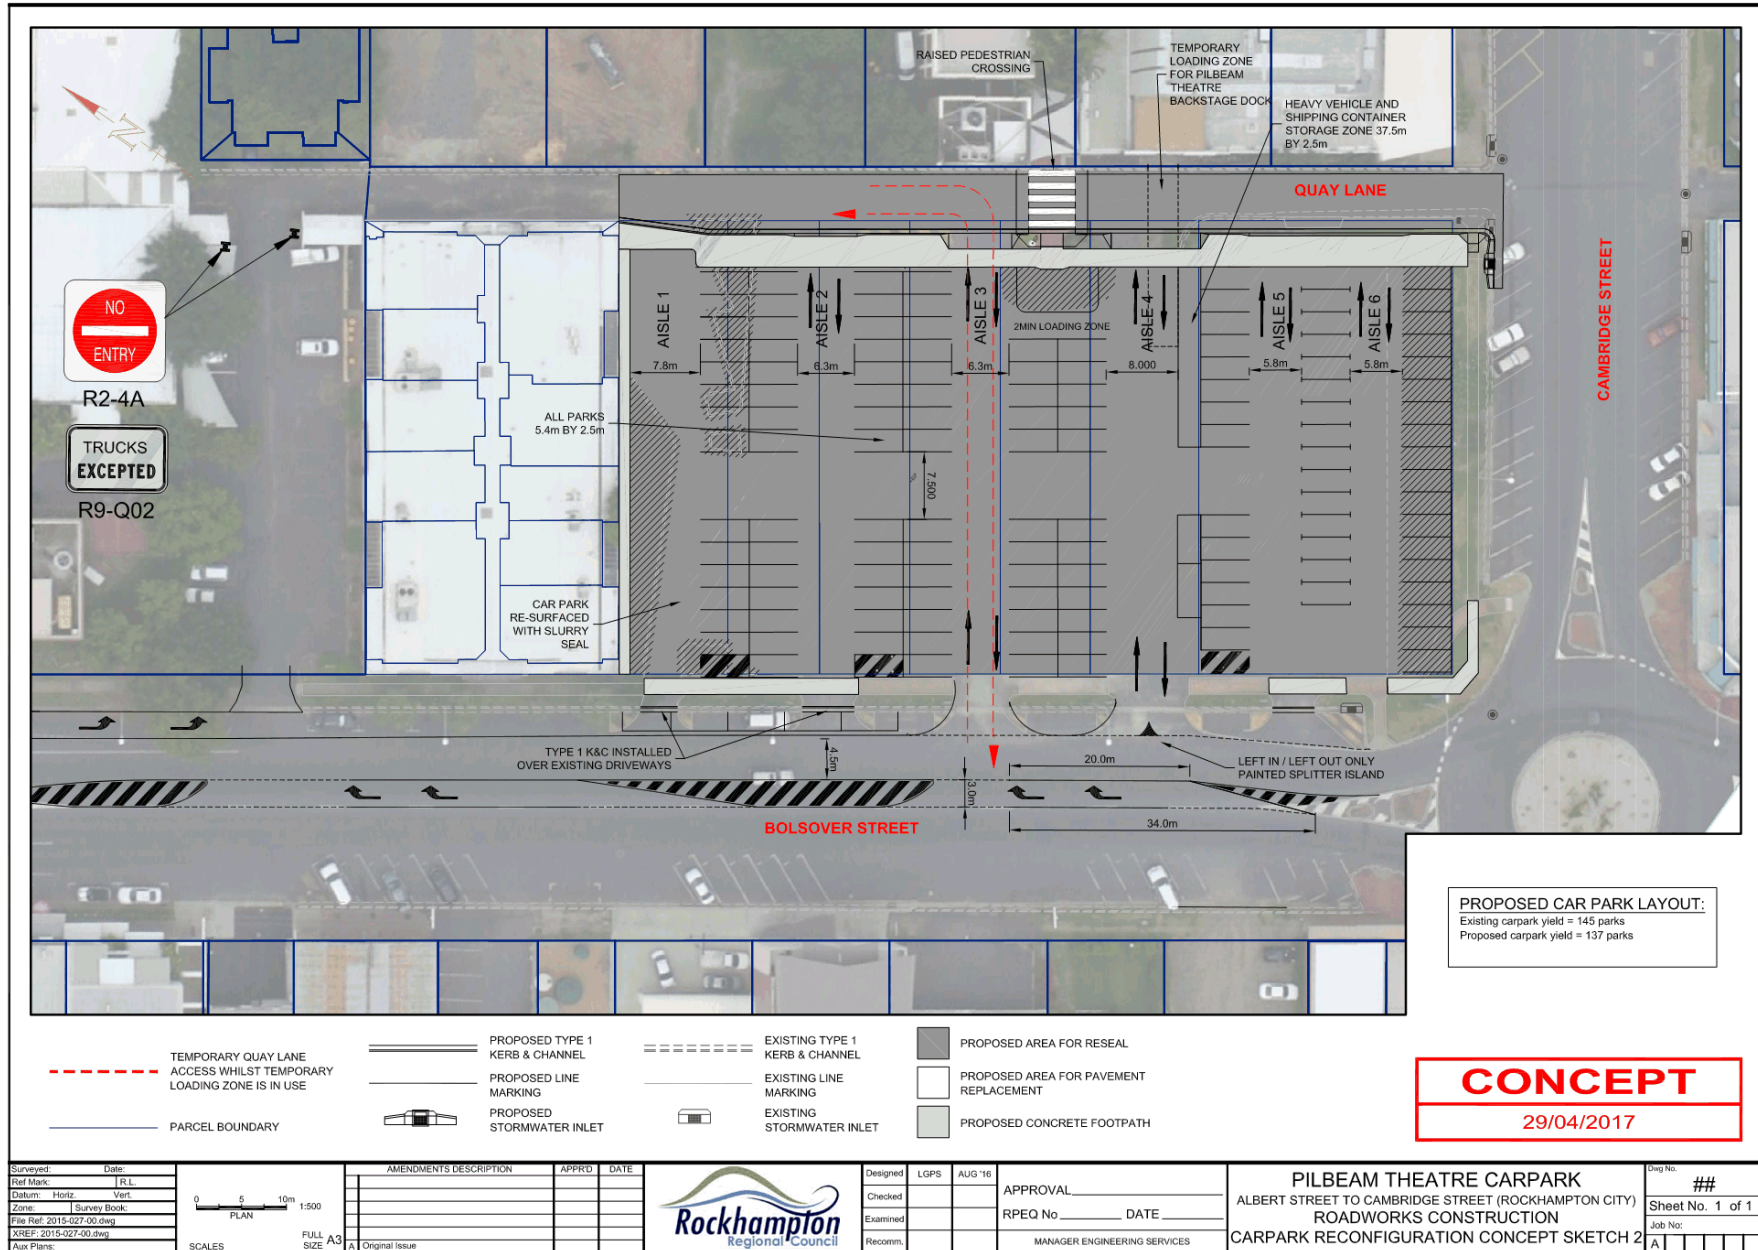 RAISED PEDESTRIAN
CROSSING
TEMPORARY
LOADING ZONE
FOR PILBEAM
THEATRE
BACKSTAGE DOCK
HEAVY VEHICLE AND
SHIPPING CONTAINER
STORAGE ZONE 37.5m
BY 2.5m
N
QUAY LANE
CAMBRIDGE STREET
NO
ENTRY
R2-4A
TRUCKS
EXCEPTED
R9-Q02
AISLE 1
AISLE 2
AISLE 3
AISLE 4
AISLE 5
AISLE 6
2MIN LOADING ZONE
7.8m
6.3m
6.3m
8.000
5.8m
5.8m
ALL PARKS
5.4m BY 2.5m
7.500
CAR PARK
RE-SURFACED
WITH SLURRY
SEAL
TYPE 1 K&C INSTALLED
OVER EXISTING DRIVEWAYS
4.5m
3.0m
20.0m
34.0m
LEFT IN / LEFT OUT ONLY
PAINTED SPLITTER ISLAND
BOLSOVER STREET
PROPOSED CAR PARK LAYOUT:
Existing carpark yield = 145 parks
Proposed carpark yield = 137 parks
TEMPORARY QUAY LANE
ACCESS WHILST TEMPORARY
LOADING ZONE IS IN USE
PARCEL BOUNDARY
PROPOSED TYPE 1
KERB & CHANNEL
PROPOSED LINE
MARKING
PROPOSED
STORMWATER INLET
EXISTING TYPE 1
KERB & CHANNEL
EXISTING LINE
MARKING
EXISTING
STORMWATER INLET
PROPOSED AREA FOR RESEAL
PROPOSED AREA FOR PAVEMENT
REPLACEMENT
PROPOSED CONCRETE FOOTPATH
CONCEPT
29/04/2017
Surveyed: Date:
Ref Mark: R.L.
Datum: Horiz. Vert.
Zone: Survey Book:
File Ref: 2015-027-00.dwg
XREF: 2015-027-00.dwg
Aux Plans:
0 5 10m 1:500
PLAN
SCALES
FULL
SIZE A3
AMENDMENTS DESCRIPTION APPR'D DATE
A Original Issue
Rockhampton
Regional Council
Designed LGPS AUG '16
Checked
Examined
Recomm.
APPROVAL
RPEQ No DATE
MANAGER ENGINEERING SERVICES
PILBEAM THEATRE CARPARK
ALBERT STREET TO CAMBRIDGE STREET (ROCKHAMPTON CITY)
ROADWORKS CONSTRUCTION
CARPARK RECONFIGURATION CONCEPT SKETCH 2
Dwg No.
##
Sheet No. 1 of 1
Job No:
A